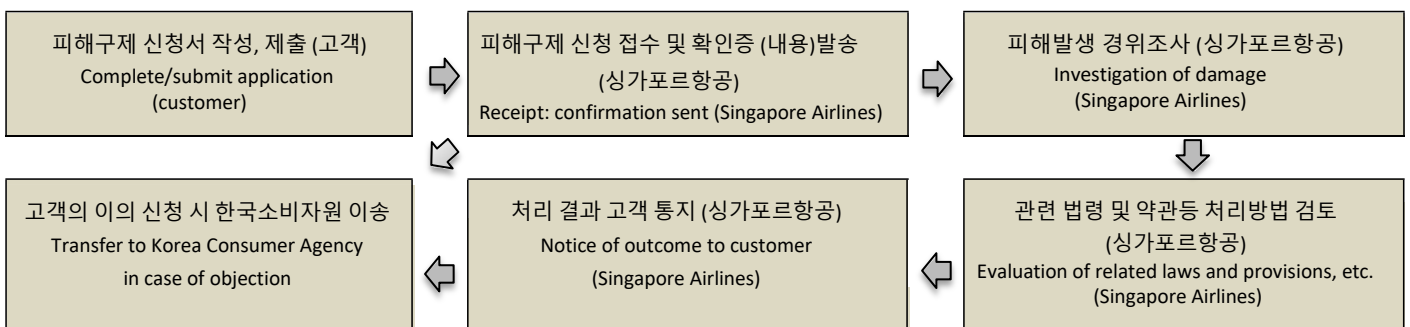 피해구제 신청서 작성, 제출 (고객)
Complete/submit application
(customer)
피해구제 신청 접수 및 확인증 (내용)발송
(싱가포르항공)
Receipt: confirmation sent (Singapore Airlines)
피해발생 경위조사 (싱가포르항공)
Investigation of damage
(Singapore Airlines)
관련 법령 및 약관등 처리방법 검토
(싱가포르항공)
Evaluation of related laws and provisions, etc.
(Singapore Airlines)
처리 결과 고객 통지 (싱가포르항공)
Notice of outcome to customer
(Singapore Airlines)
고객의 이의 신청 시 한국소비자원 이송
Transfer to Korea Consumer Agency
in case of objection